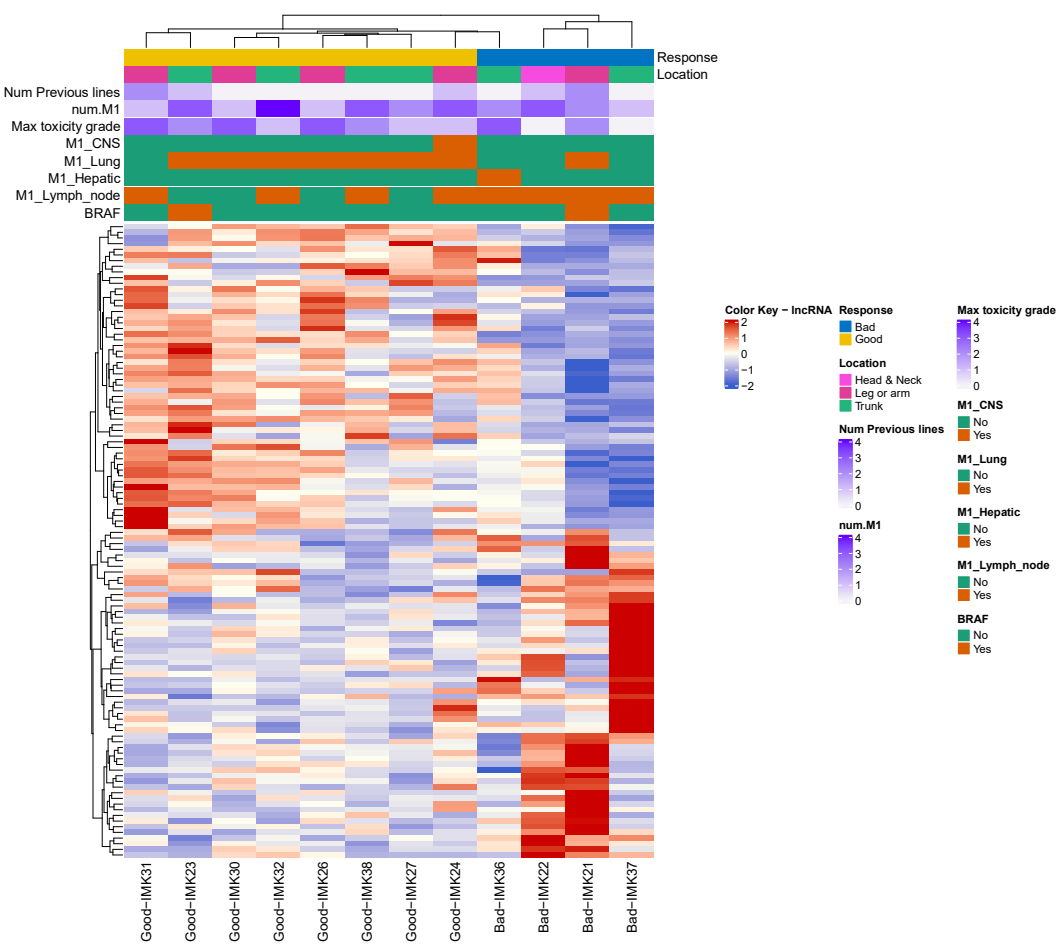 Response
Location
Num Previous lines
num.M1
Max toxicity grade
M1_CNS
M1_Lung
M1_Hepatic
M1_Lymph_node
BRAF
Color Key − lncRNA
2
1
0
−1
−2
Response
Bad
Good
Location
Head & Neck
Leg or arm
Trunk
Num Previous lines
4
3
2
1
0
num.M1
4
3
2
1
0
Max toxicity grade
4
3
2
1
0
M1_CNS
No
Yes
M1_Lung
No
Yes
M1_Hepatic
No
Yes
M1_Lymph_node
No
Yes
BRAF
No
Yes
Good−IMK31
Good−IMK23
Good−IMK30
Good−IMK32
Good−IMK26
Good−IMK38
Good−IMK27
Good−IMK24
Bad−IMK36
Bad−IMK22
Bad−IMK21
Bad−IMK37